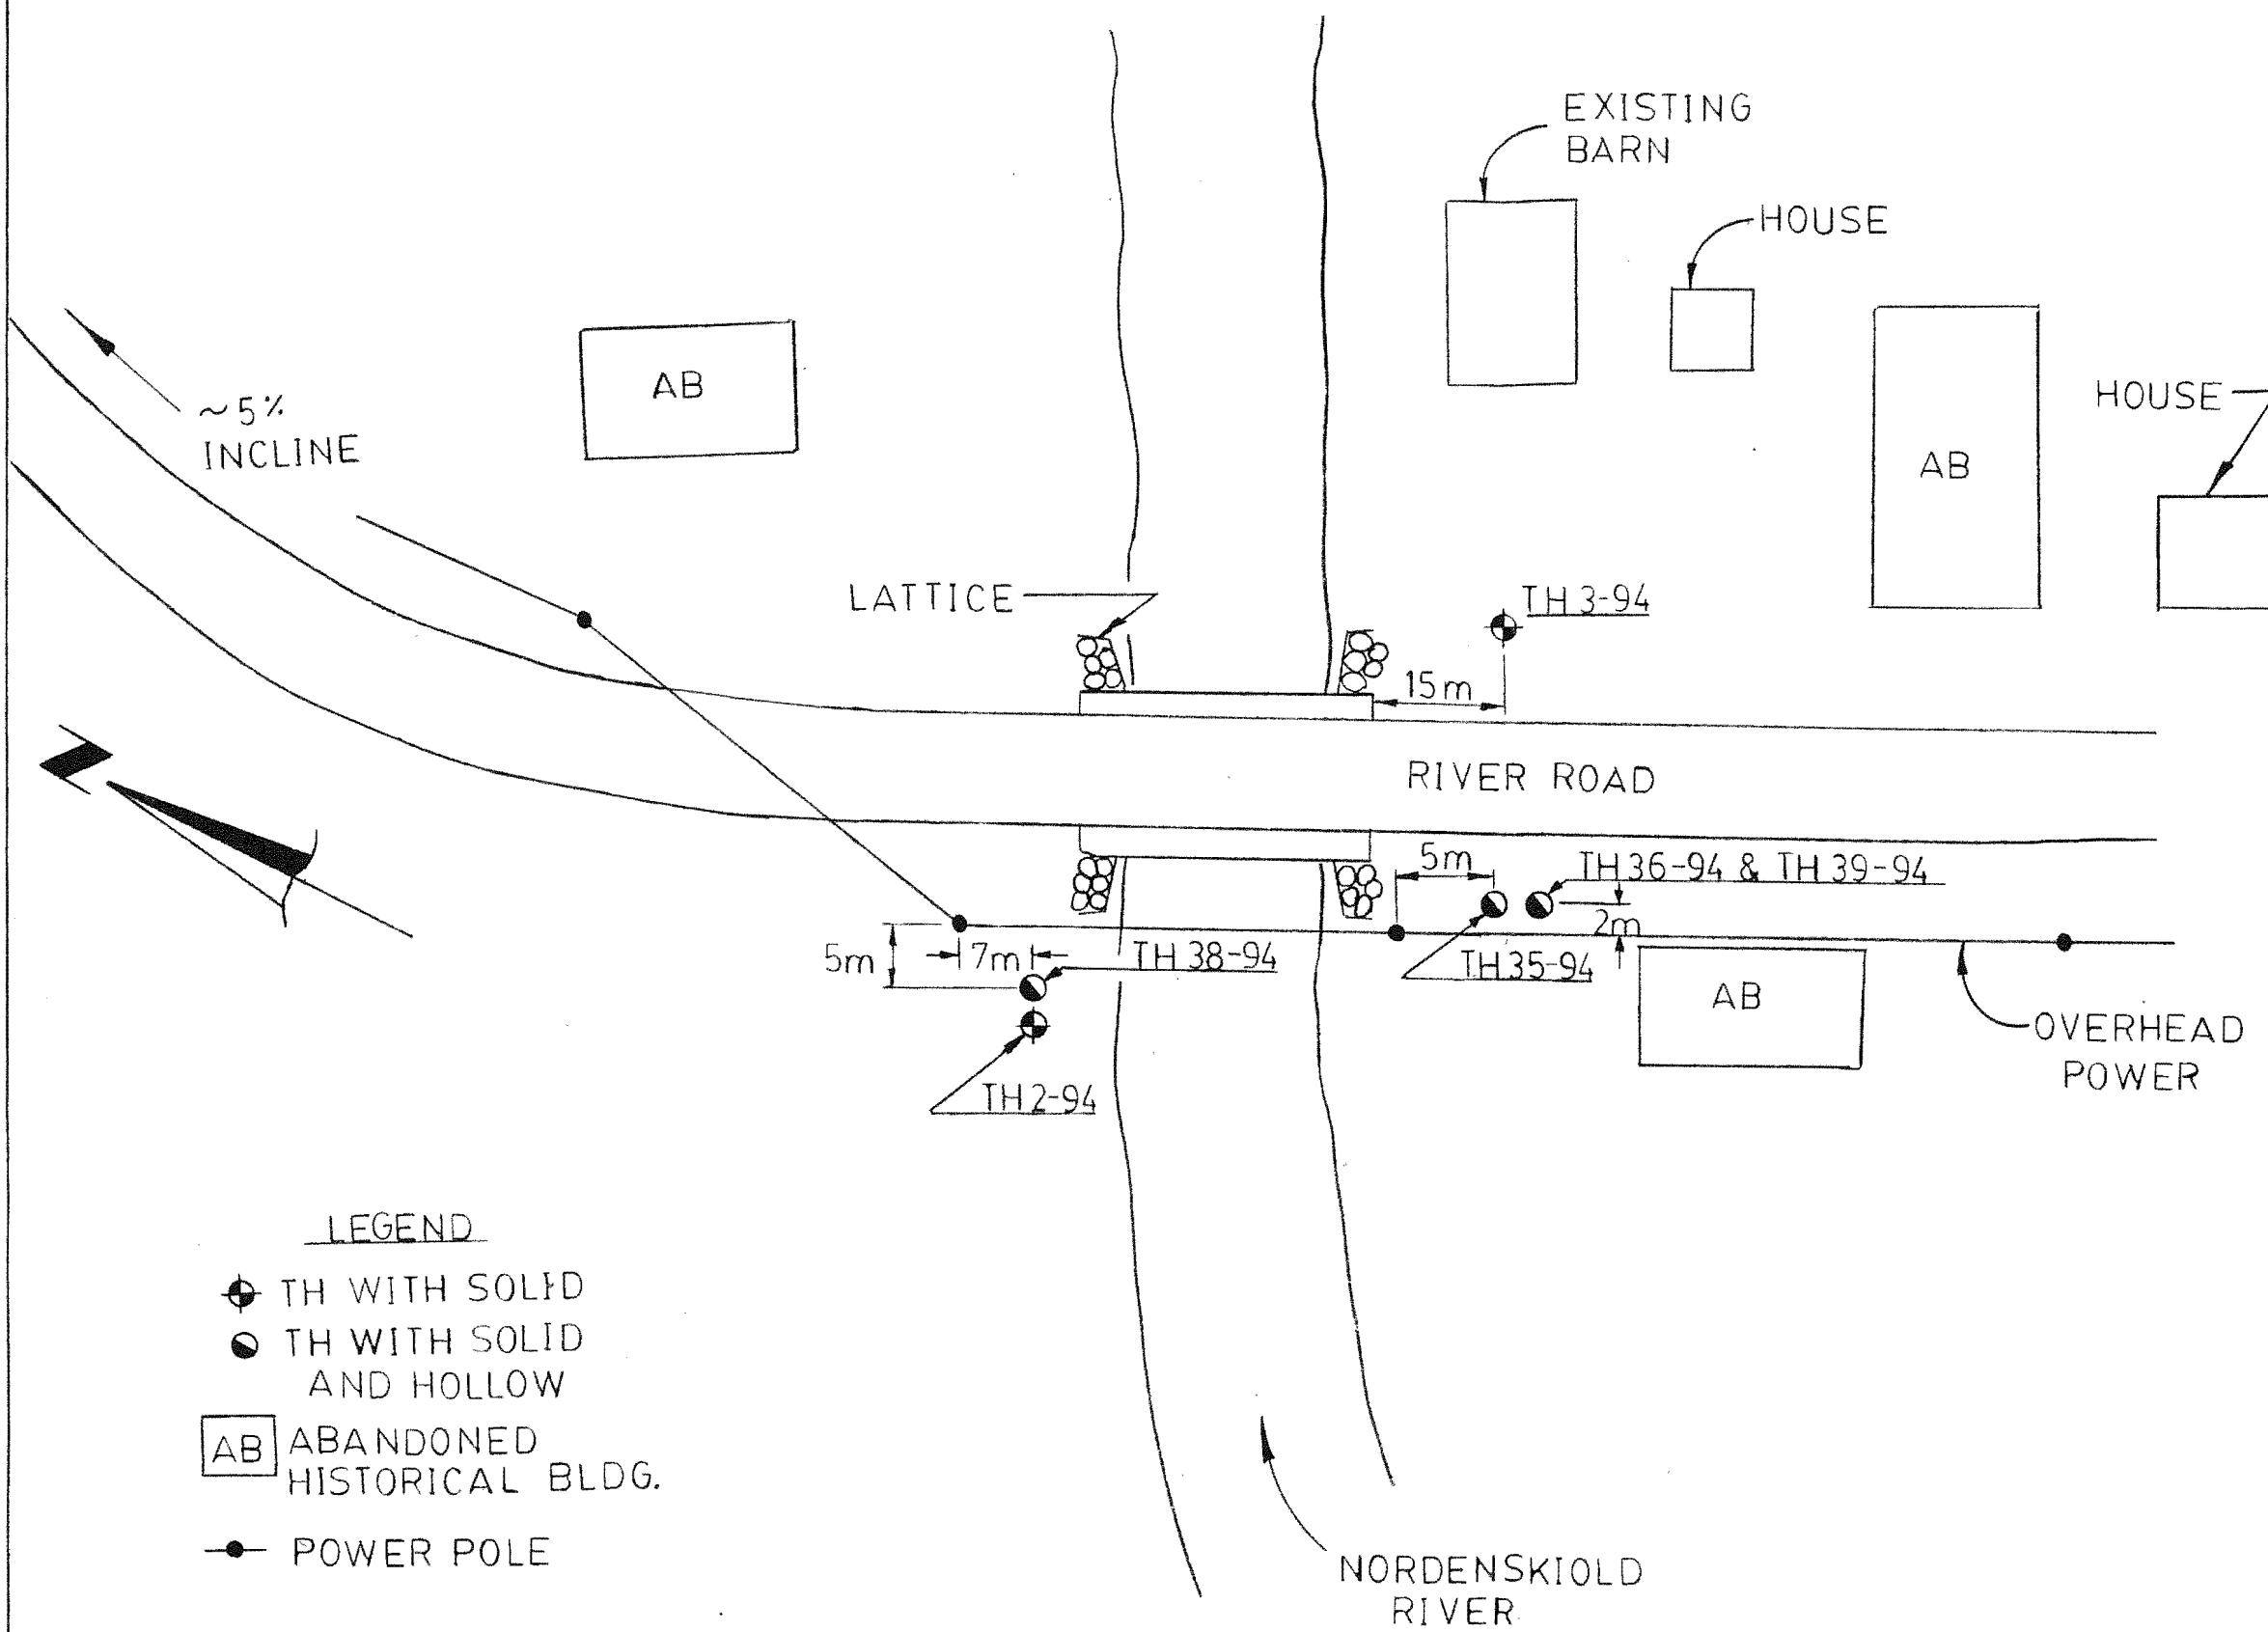 EXISTING
BARN
HOUSE
HOUSE
AB
AB
~5%
INCLINE
LATTICE
TH 3-94
15m
N
RIVER ROAD
5m
TH 36-94 & TH 39-94
2m
5m
7m
TH 38-94
TH 35-94
AB
OVERHEAD
POWER
TH 2-94
LEGEND
TH WITH SOLID
TH WITH SOLID
AND HOLLOW
AB ABANDONED
HISTORICAL BLDG.
POWER POLE
NORDENSKIOLD
RIVER